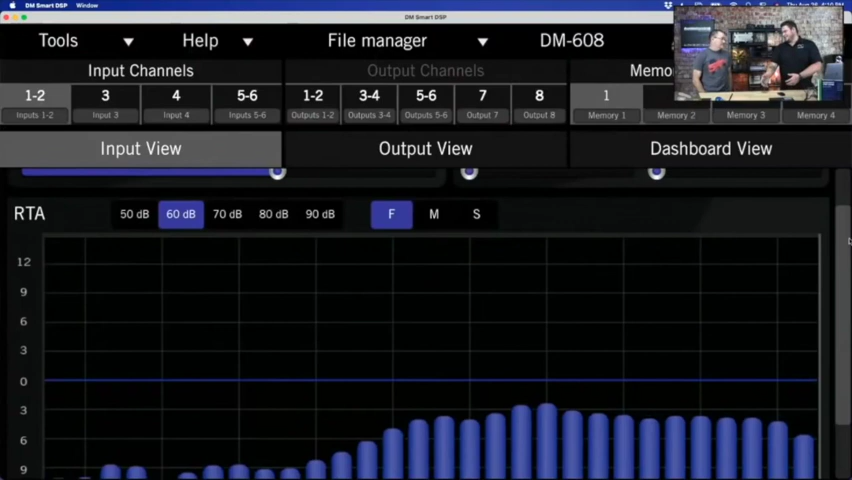 DM Smart DSP Window
DM Smart DSP
Tools Help File manager DM-608
Input Channels Output Channels
1-2 3 4 5-6 1-2 3-4 5-6 7 8 1
Inputs 1-2 Input 3 Input 4 Inputs 5-6 Outputs 1-2 Outputs 3-4 Outputs 5-6 Output 7 Output 8 Memory 1 Memory 2 Memory 3 Memory 4
Input View Output View Dashboard View
RTA 50 dB 60 dB 70 dB 80 dB 90 dB F M S
12
9
6
3
0
3
6
9